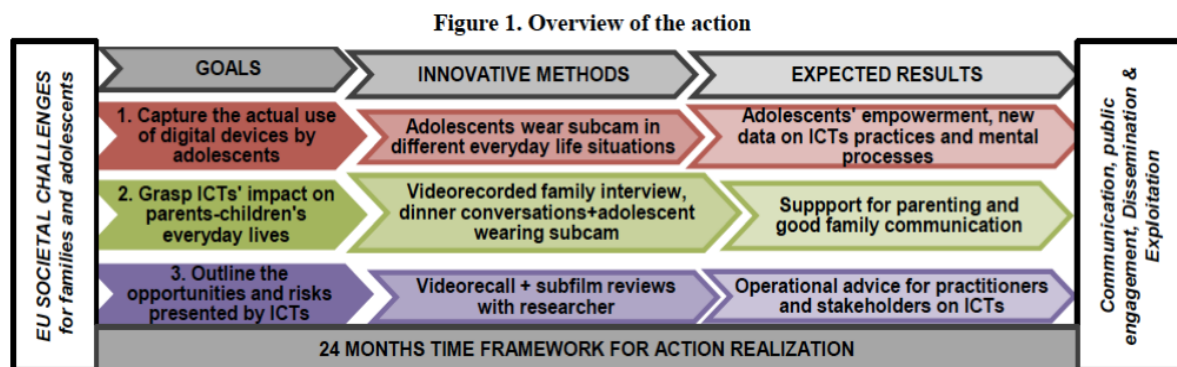 Figure 1. Overview of the action
EU SOCIETAL CHALLENGES
for families and adolescents
GOALS
INNOVATIVE METHODS
EXPECTED RESULTS
1. Capture the actual use
of digital devices by
adolescents
Adolescents wear subcam in
different everyday life situations
Adolescents' empowerment, new
data on ICTs practices and mental
processes
2. Grasp ICTs' impact on
parents-children's
everyday lives
Videorecorded family interview,
dinner conversations+adolescent
wearing subcam
Suppport for parenting and
good family communication
3. Outline the
opportunities and risks
presented by ICTs
Videorecall + subfilm reviews
with researcher
Operational advice for practitioners
and stakeholders on ICTs
24 MONTHS TIME FRAMEWORK FOR ACTION REALIZATION
Communication, public
engagement, Dissemination &
Exploitation